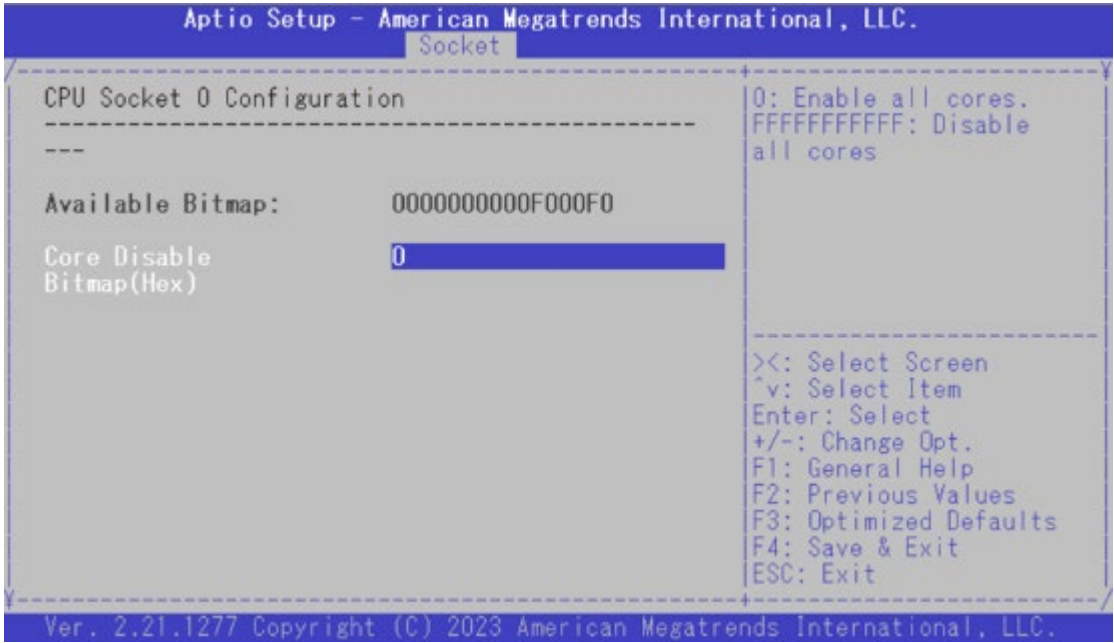 Aptio Setup - American Megatrends International, LLC.
Socket
CPU Socket 0 Configuration
-----------------------------------------------
---
Available Bitmap: 0000000000F000F0
Core Disable 0
Bitmap(Hex)
0: Enable all cores.
FFFFFFFFFFF: Disable
all cores
><: Select Screen
^v: Select Item
Enter: Select
+/-: Change Opt.
F1: General Help
F2: Previous Values
F3: Optimized Defaults
F4: Save & Exit
ESC: Exit
Ver. 2.21.1277 Copyright (C) 2023 American Megatrends International, LLC.